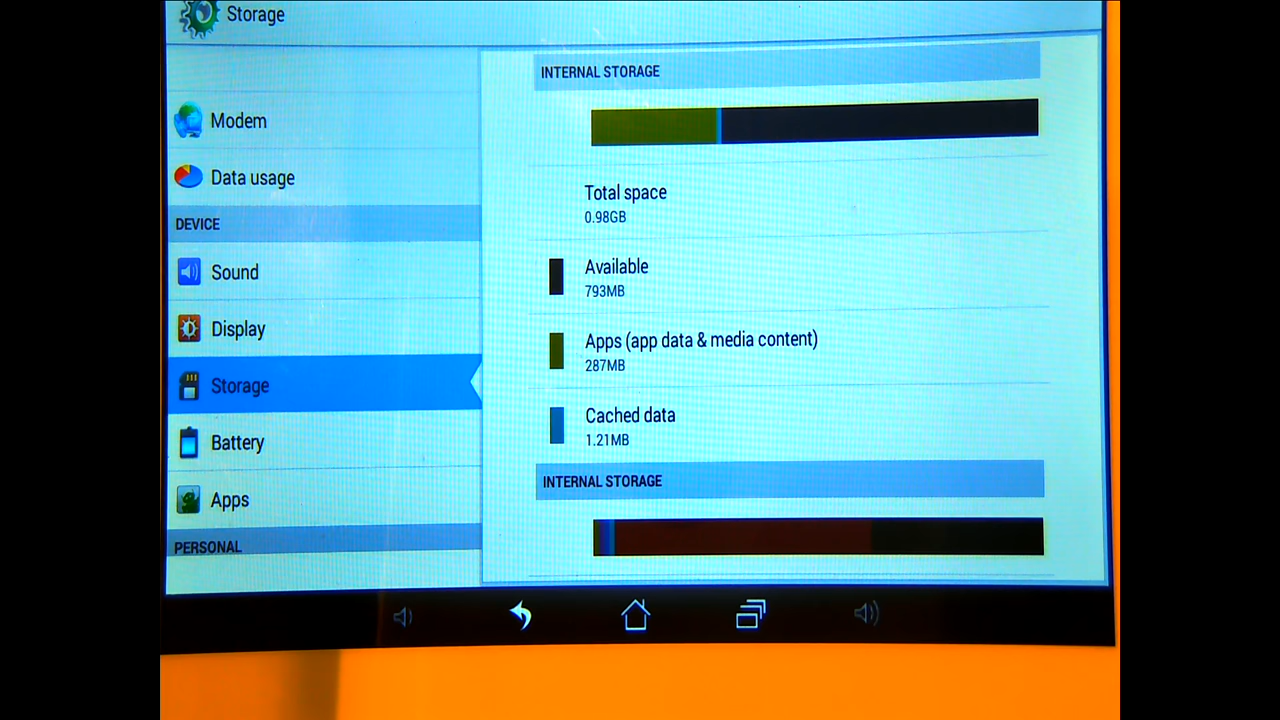 Storage
Modem
Data usage
DEVICE
Sound
Display
Storage
Battery
Apps
PERSONAL
INTERNAL STORAGE
Total space
0.98GB
Available
793MB
Apps (app data & media content)
287MB
Cached data
1.21MB
INTERNAL STORAGE